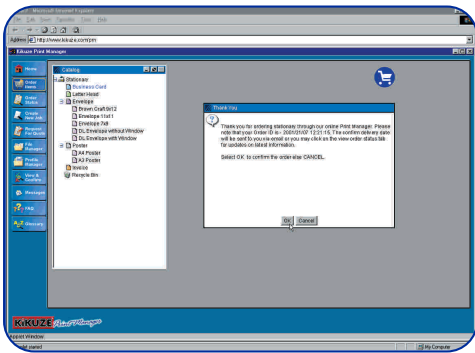 Microsoft Internet Explorer
File Edit View Favorites Tools Help
Address http://www.kikuze.com/pm
Kikuze Print Manager
Home
Order Items
Order Status
Create New Job
Request For Quote
File Manager
Profile Manager
View & Confirm
Messages
FAQ
Glossary
Catalog
Stationary
Business Card
Letter Head
Envelope
Brown Craft 9x12
Envelope 11x11
Envelope 7x9
DL Envelope without Window
DL Envelope with Window
Poster
A4 Poster
A3 Poster
Invoice
Recycle Bin
Thank You
Thank you for ordering stationary through our online Print Manager. Please
note that your Order ID is:- 2001/01/07 12:21:15. The confirm delivery date
will be sent to you via email or you may click on the view order status tab
for updates on latest information.
Select OK to confirm the order else CANCEL.
OK Cancel
KiKUZE Print Manager
Applet Window
started
My Computer